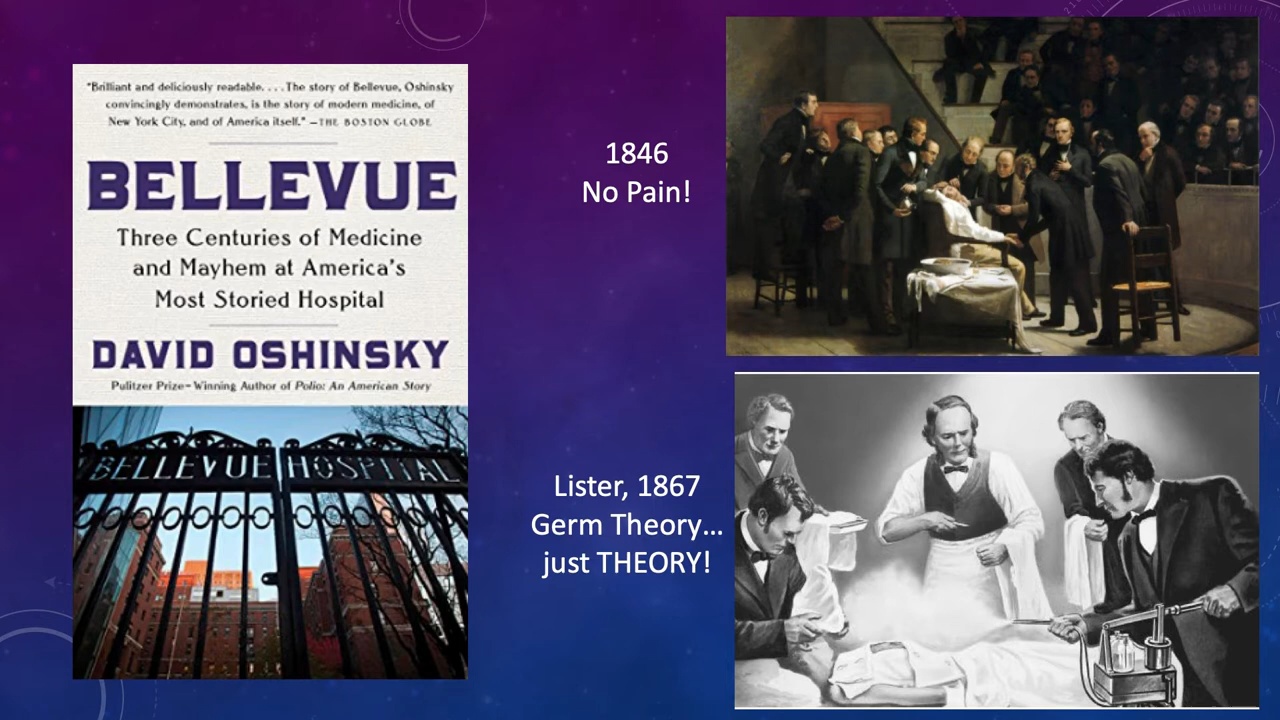 "Brilliant and deliciously readable. . . . The story of Bellevue, Oshinsky
convincingly demonstrates, is the story of modern medicine, of
New York City, and of America itself." —THE BOSTON GLOBE
BELLEVUE
Three Centuries of Medicine
and Mayhem at America's
Most Storied Hospital
DAVID OSHINSKY
Pulitzer Prize–Winning Author of Polio: An American Story
BELLEVUE HOSPITAL
1846
No Pain!
Lister, 1867
Germ Theory...
just THEORY!